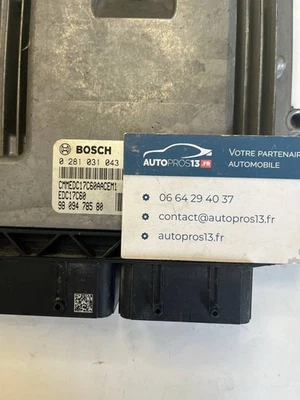 BOSCH
0 281 031 043
CMMEDC17C60AACEM1
EDC17C60
98 094 785 80
AUTOPROS13.FR
VOTRE PARTENAIRE
AUTOMOBILE
06 64 29 40 37
contact@autopros13.fr
autopros13.fr